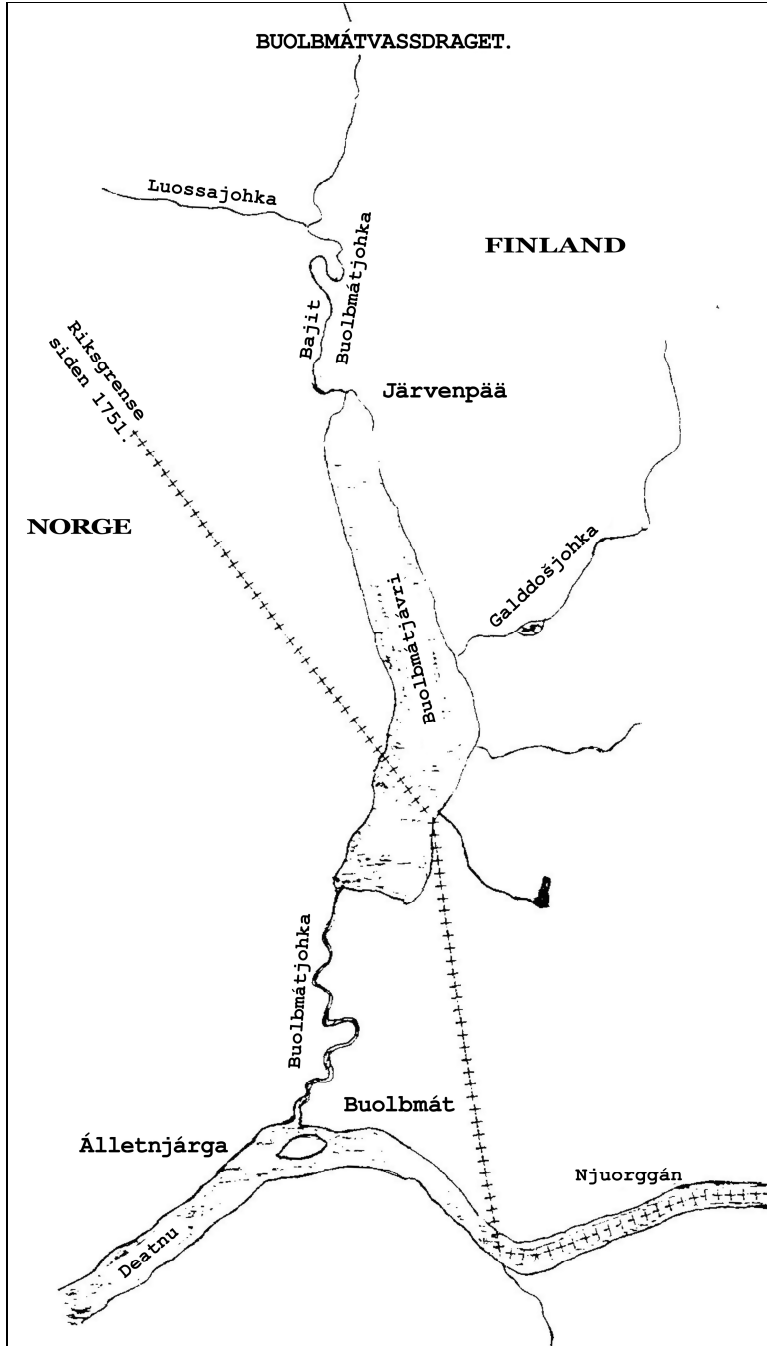 BUOLBMÁTVASSDRAGET.
Luossajohka
FINLAND
Bajit
Buolbmátjohka
Riksgrense
siden 1751.
Järvenpää
NORGE
Galddošjohka
Buolbmátjávri
Buolbmátjohka
Buolbmát
Álletnjárga
Njuorggán
Deatnu